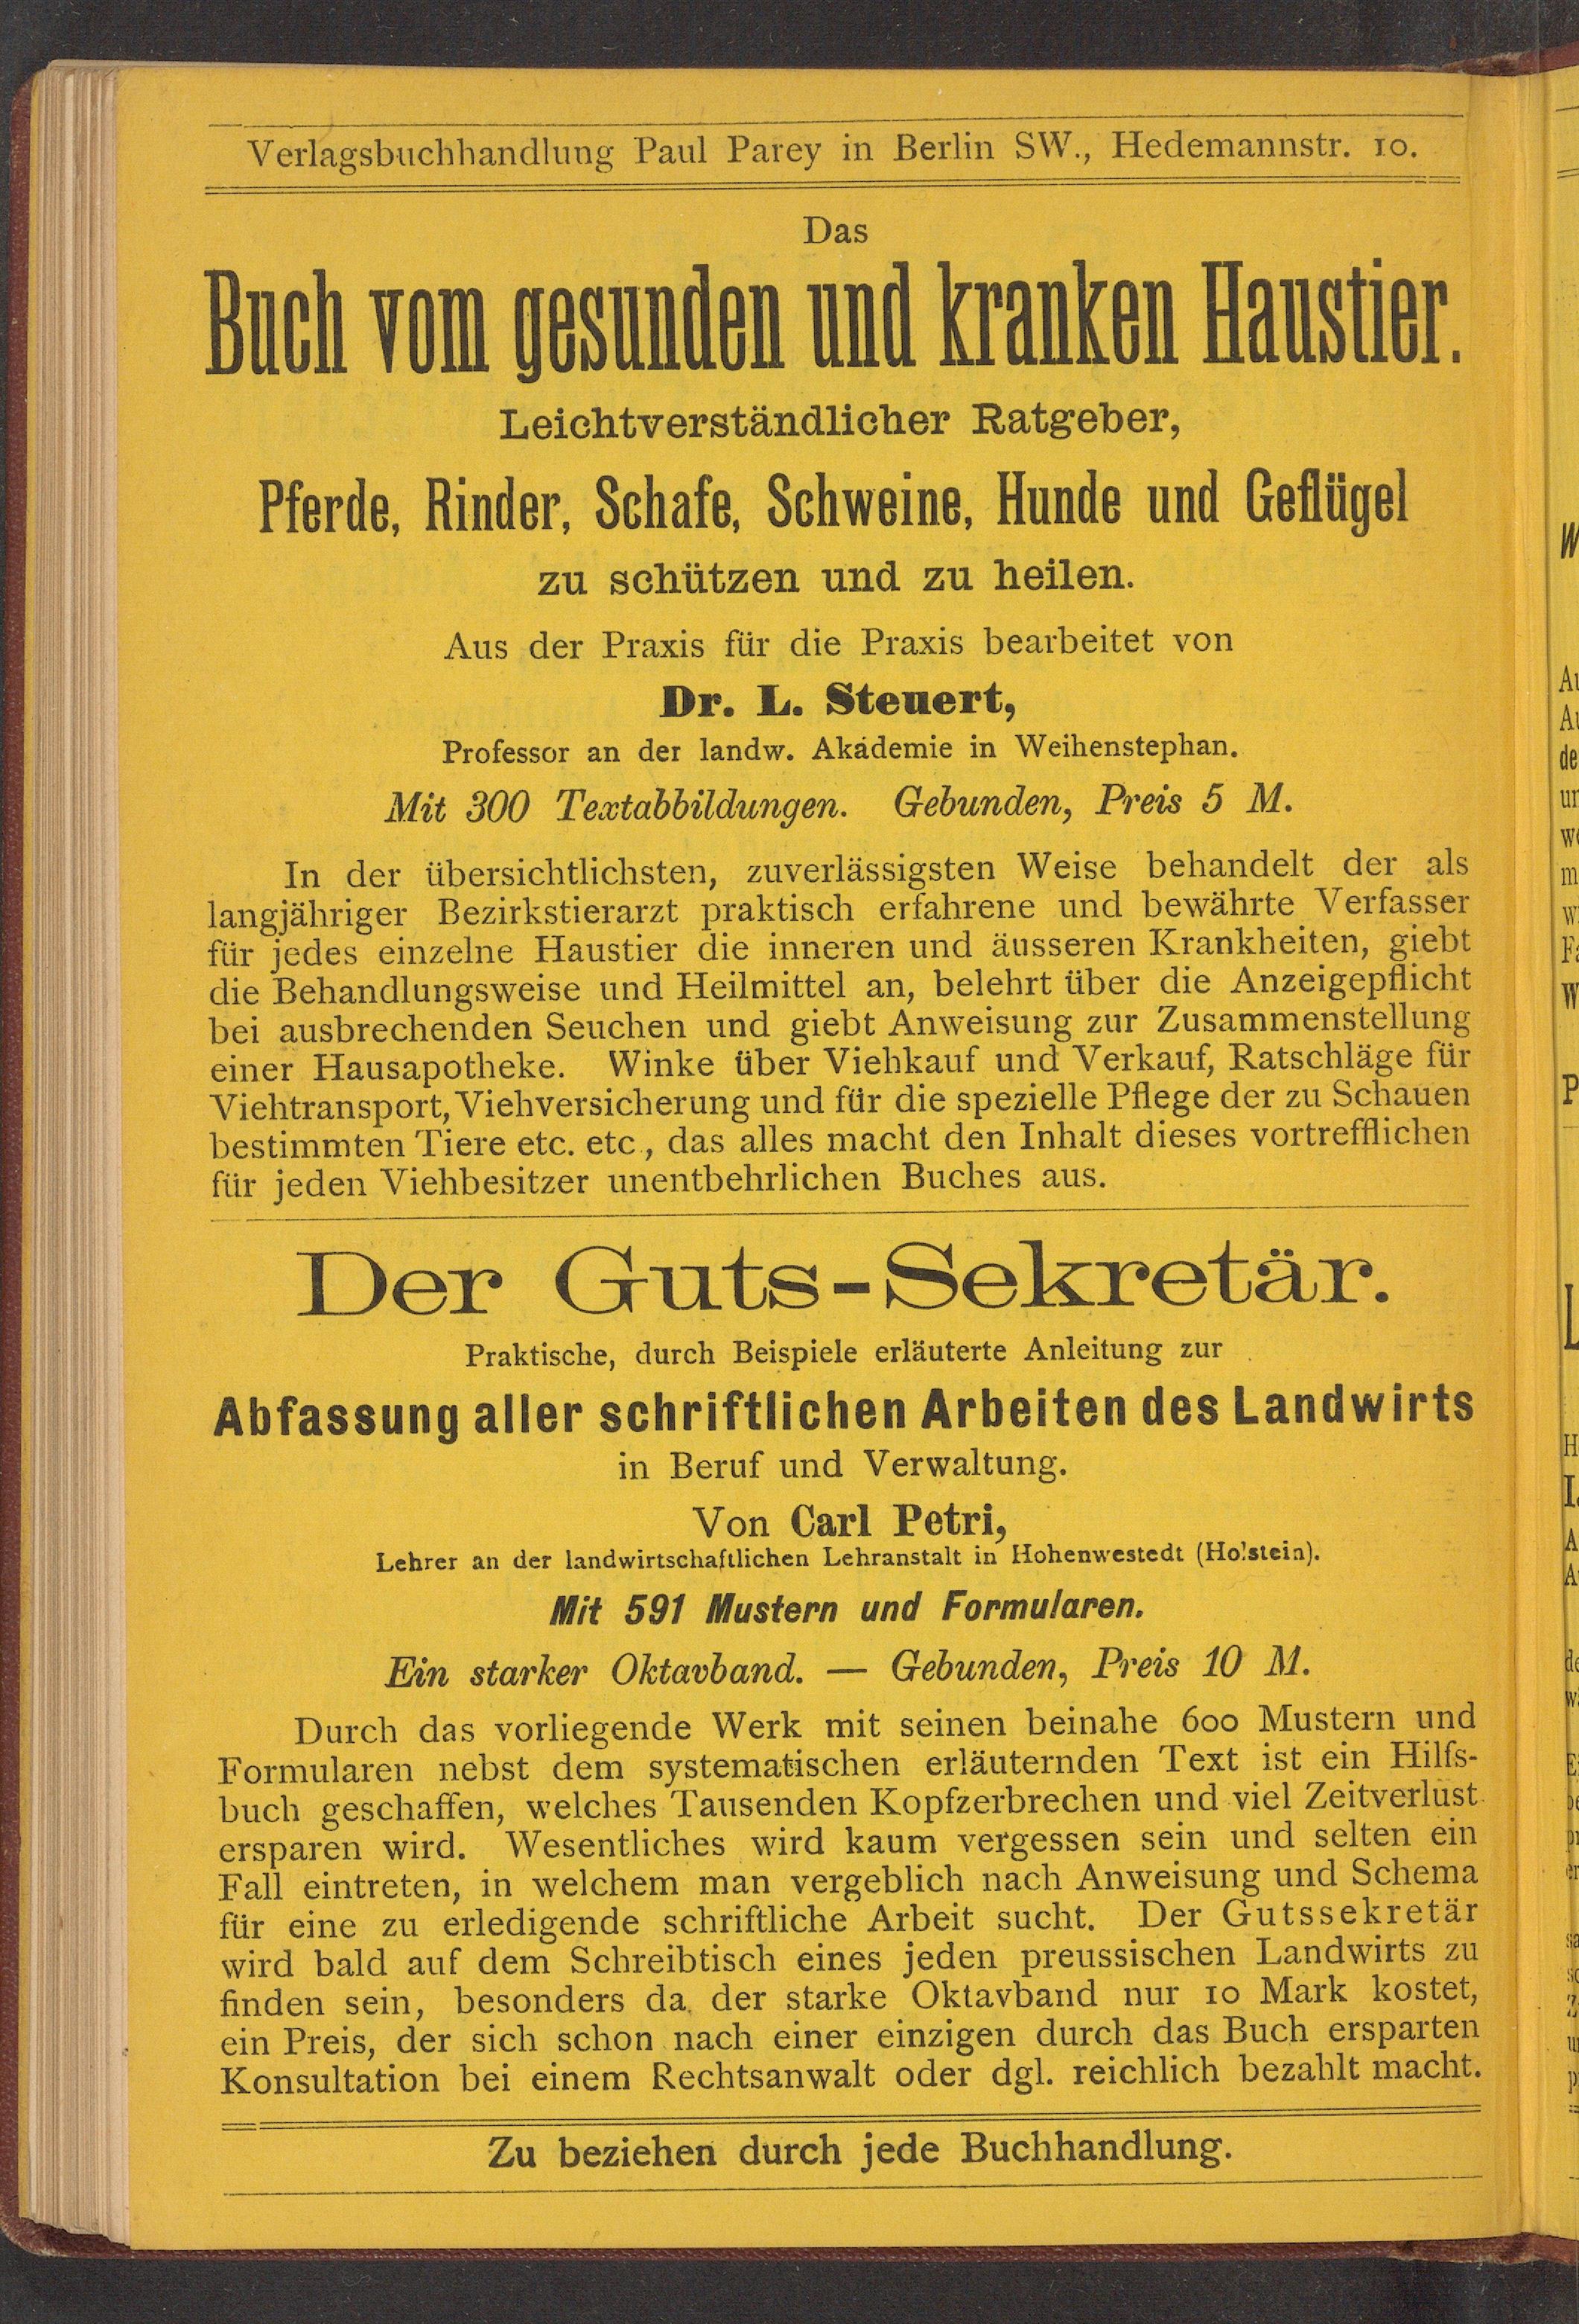 Verlagsbuchhandlung Paul Parey in Berlin SW., Hedemannstr. 10.
Das
Buch vom gesunden und kranken Haustier.
Leichtverständlicher Ratgeber,
Pferde, Rinder, Schafe, Schweine, Hunde und Geflügel
zu schützen und zu heilen.
Aus der Praxis für die Praxis bearbeitet von
Dr. L. Steuert,
Professor an der landw. Akademie in Weihenstephan.
Mit 300 Textabbildungen. Gebunden, Preis 5 M.
In der übersichtlichsten, zuverlässigsten Weise behandelt der als
langjähriger Bezirkstierarzt praktisch erfahrene und bewährte Verfasser
für jedes einzelne Haustier die inneren und äusseren Krankheiten, giebt
die Behandlungsweise und Heilmittel an, belehrt über die Anzeigepflicht
bei ausbrechenden Seuchen und giebt Anweisung zur Zusammenstellung
einer Hausapotheke. Winke über Viehkauf und Verkauf, Ratschläge für
Viehtransport, Viehversicherung und für die spezielle Pflege der zu Schauen
bestimmten Tiere etc. etc., das alles macht den Inhalt dieses vortrefflichen
für jeden Viehbesitzer unentbehrlichen Buches aus.
Der Guts-Sekretär.
Praktische, durch Beispiele erläuterte Anleitung zur
Abfassung aller schriftlichen Arbeiten des Landwirts
in Beruf und Verwaltung.
Von Carl Petri,
Lehrer an der landwirtschaftlichen Lehranstalt in Hohenwestedt (Holstein).
Mit 591 Mustern und Formularen.
Ein starker Oktavband. — Gebunden, Preis 10 M.
Durch das vorliegende Werk mit seinen beinahe 600 Mustern und
Formularen nebst dem systematischen erläuternden Text ist ein Hilfs-
buch geschaffen, welches Tausenden Kopfzerbrechen und viel Zeitverlust
ersparen wird. Wesentliches wird kaum vergessen sein und selten ein
Fall eintreten, in welchem man vergeblich nach Anweisung und Schema
für eine zu erledigende schriftliche Arbeit sucht. Der Gutssekretär
wird bald auf dem Schreibtisch eines jeden preussischen Landwirts zu
finden sein, besonders da der starke Oktavband nur 10 Mark kostet,
ein Preis, der sich schon nach einer einzigen durch das Buch ersparten
Konsultation bei einem Rechtsanwalt oder dgl. reichlich bezahlt macht.
Zu beziehen durch jede Buchhandlung.